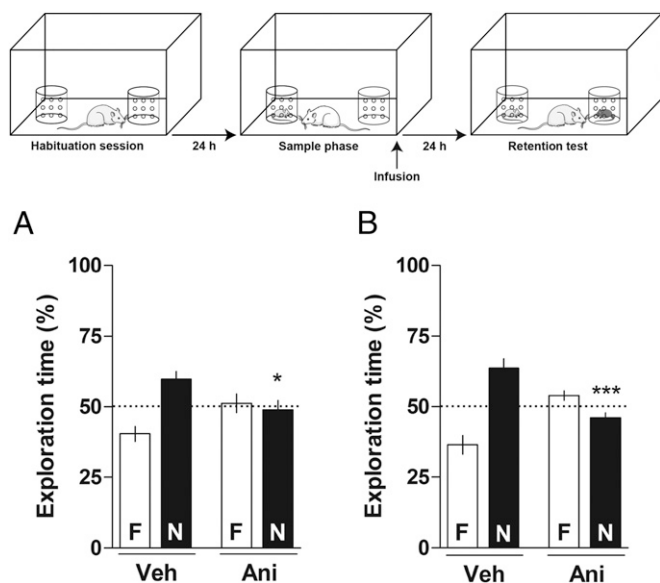 Habituation session
24 h
Sample phase
24 h
Retention test
Infusion
A
B
Exploration time (%)
100
75
50
25
0
F
N
F
N
*
Veh
Ani
Exploration time (%)
100
75
50
25
0
F
N
F
N
***
Veh
Ani